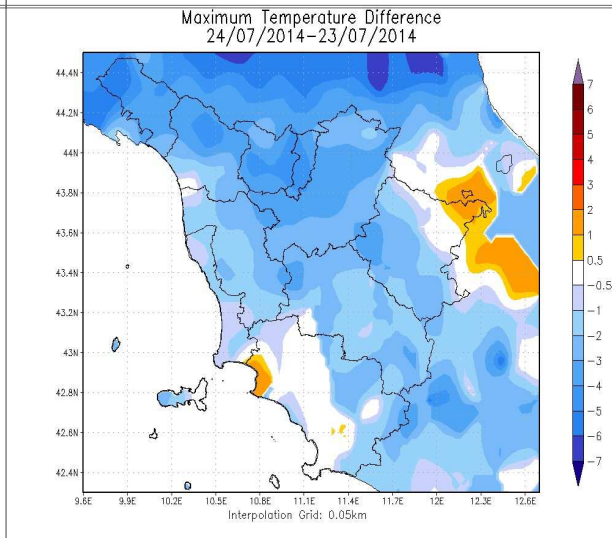 Maximum Temperature Difference
24/07/2014-23/07/2014
44.4N
44.2N
44N
43.8N
43.6N
43.4N
43.2N
43N
42.8N
42.6N
42.4N
9.6E 9.9E 10.2E 10.5E 10.8E 11.1E 11.4E 11.7E 12E 12.3E 12.6E
Interpolation Grid: 0.05km
7
6
5
4
3
2
1
0.5
-0.5
-1
-2
-3
-4
-5
-6
-7